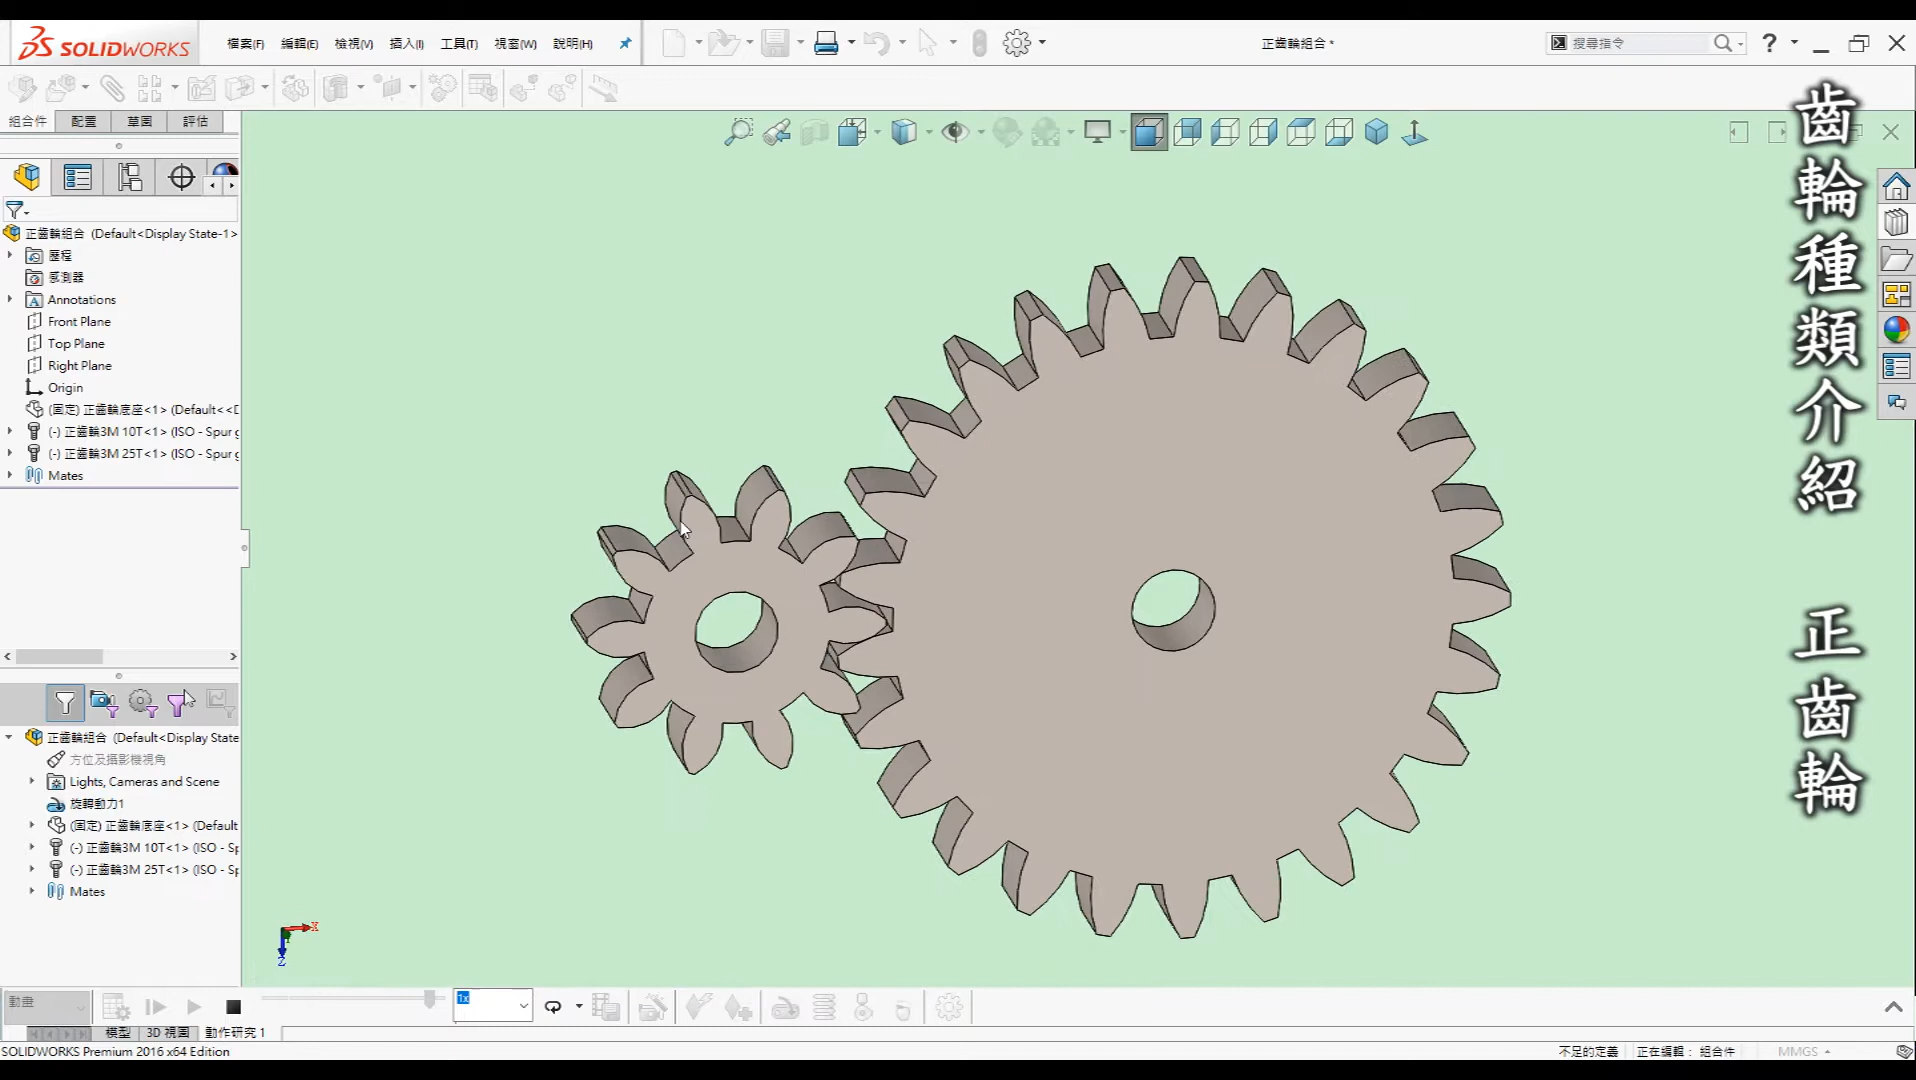 SOLIDWORKS
檔案(F) 編輯(E) 檢視(V) 插入(I) 工具(T) 視窗(W) 說明(H)
正齒輪組合 *
搜尋指令
組合件 配置 草圖 評估
正齒輪組合 (Default<Display State-1>
歷程
感測器
Annotations
Front Plane
Top Plane
Right Plane
Origin
(固定) 正齒輪底座<1> (Default<<D
(-) 正齒輪3M 10T<1> (ISO - Spur g
(-) 正齒輪3M 25T<1> (ISO - Spur g
Mates
正齒輪組合 (Default<Display State
方位及攝影機視角
Lights, Cameras and Scene
旋轉動力1
(固定) 正齒輪底座<1> (Default
(-) 正齒輪3M 10T<1> (ISO - Sp
(-) 正齒輪3M 25T<1> (ISO - Sp
Mates
齒輪種類介紹 正齒輪
X
Z
動畫
1x
模型 3D 視圖 動作研究 1
SOLIDWORKS Premium 2016 x64 Edition
不足的定義 正在編輯： 組合件 MMGS